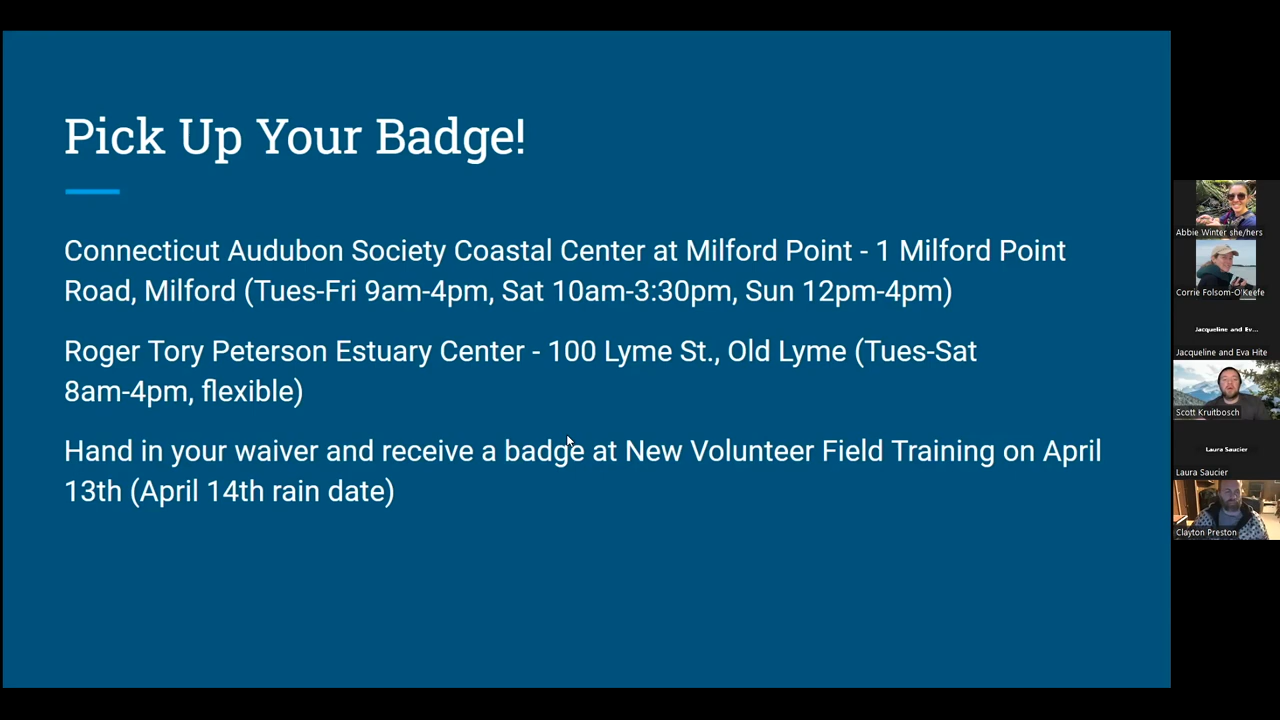 Pick Up Your Badge!
Connecticut Audubon Society Coastal Center at Milford Point - 1 Milford Point
Road, Milford (Tues-Fri 9am-4pm, Sat 10am-3:30pm, Sun 12pm-4pm)
Roger Tory Peterson Estuary Center - 100 Lyme St., Old Lyme (Tues-Sat
8am-4pm, flexible)
Hand in your waiver and receive a badge at New Volunteer Field Training on April
13th (April 14th rain date)
Abbie Winter she/hers
Corrie Folsom-O'Keefe
Jacqueline and Ev...
Jacqueline and Eva Hite
Scott Kruitbosch
Laura Saucier
Laura Saucier
Clayton Preston